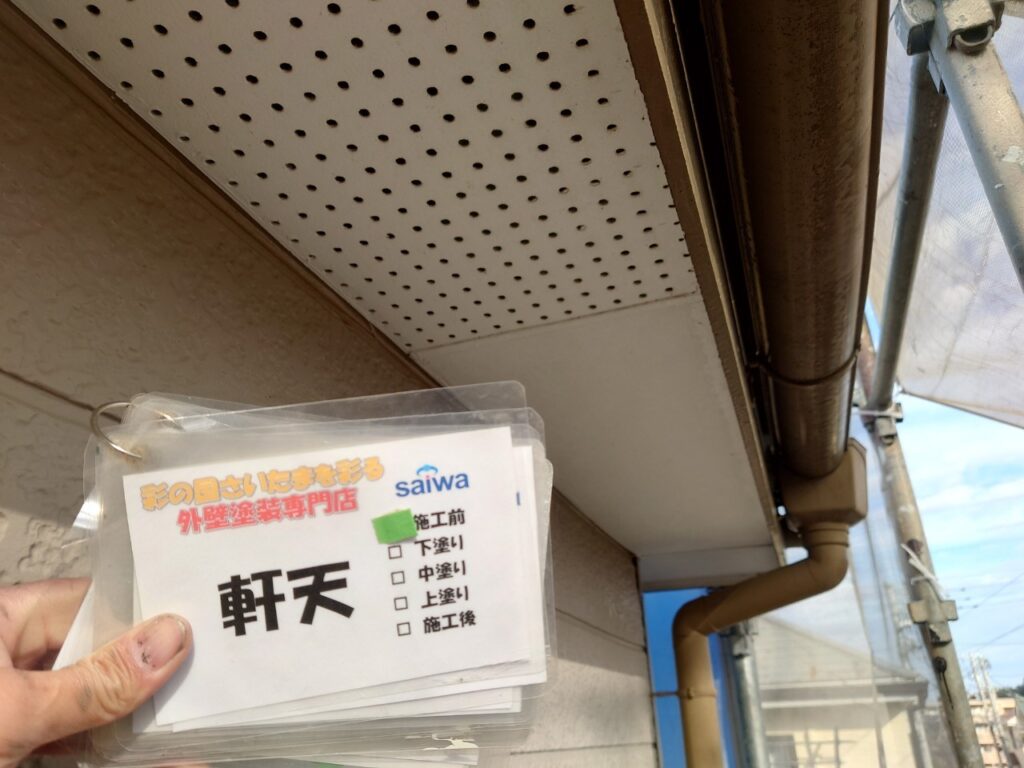 彩の国さいたまを彩る
外壁塗装専門店
saiwa
軒天
施工前
□ 下塗り
□ 中塗り
□ 上塗り
□ 施工後